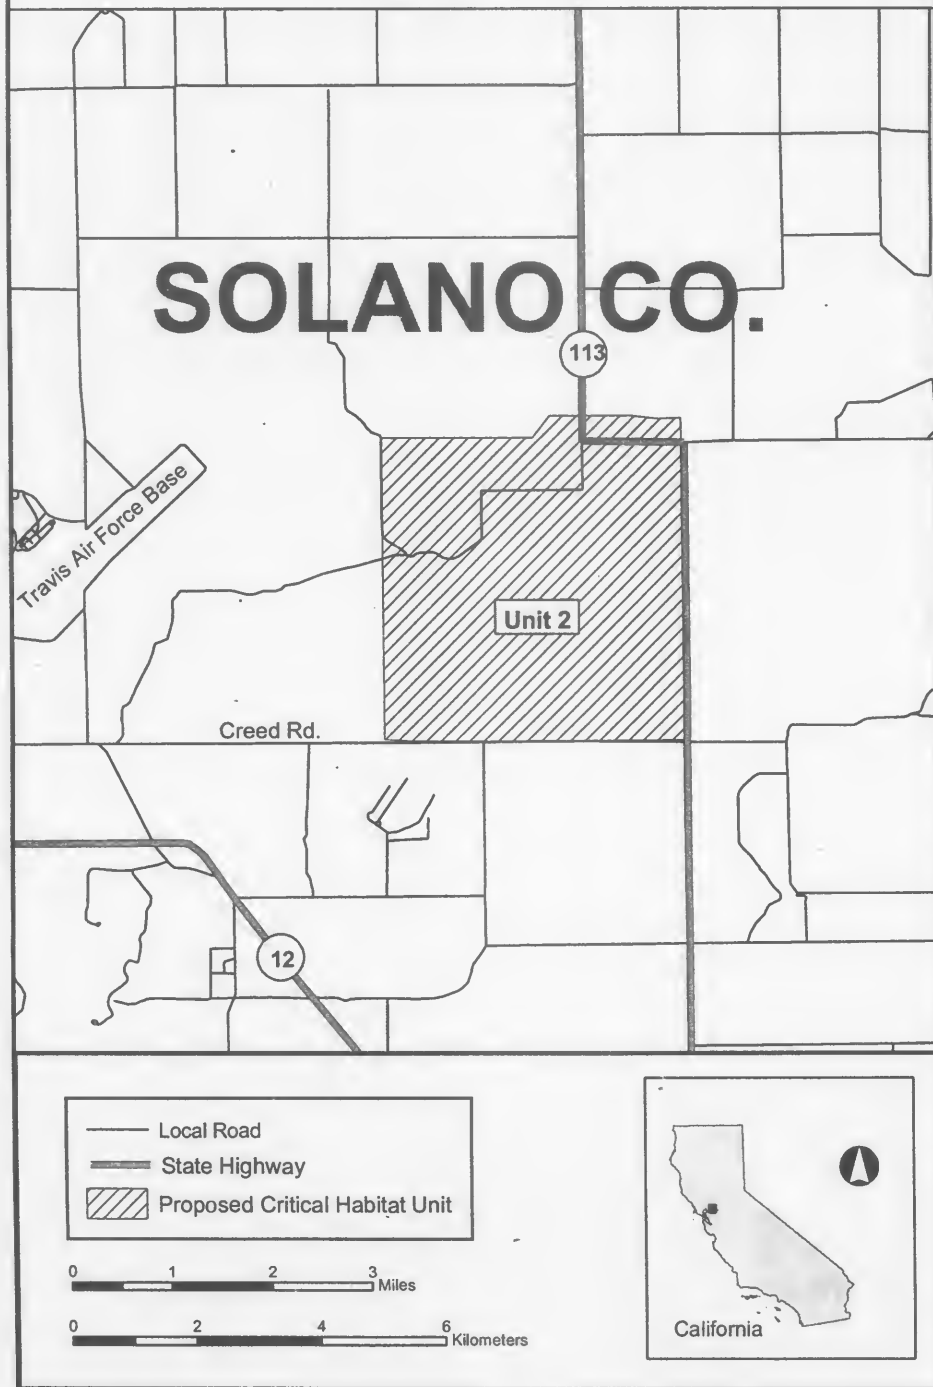 SOLANO CO.
113
Travis Air Force Base
Unit 2
Creed Rd.
12
Local Road
State Highway
Proposed Critical Habitat Unit
0 1 2 3
Miles
0 2 4 6
Kilometers
California